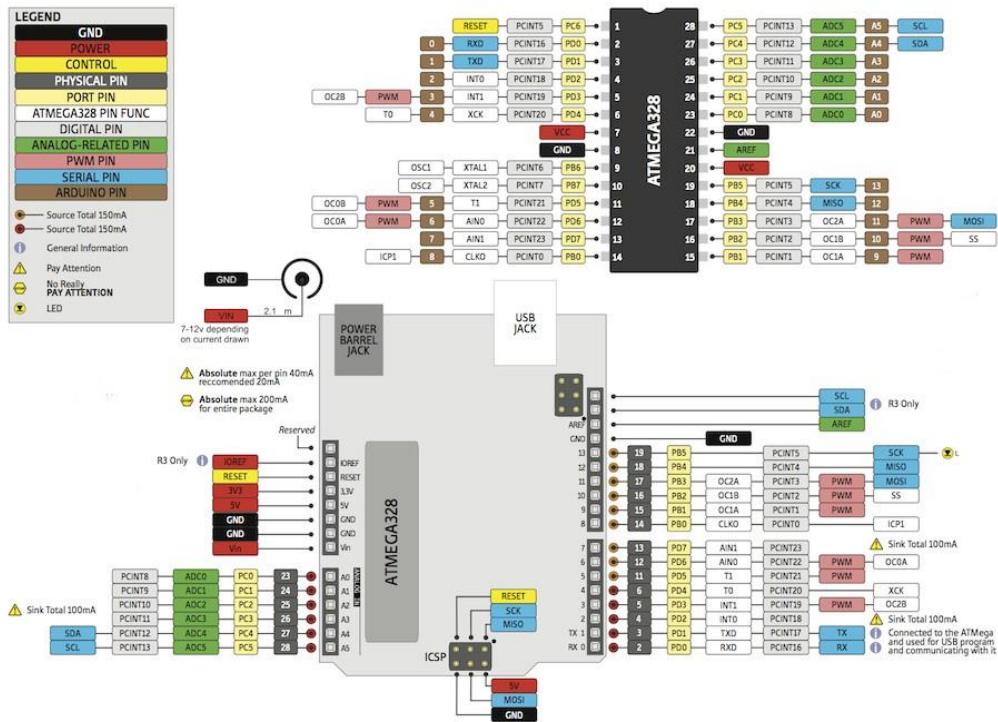 LEGEND
GND
POWER
CONTROL
PHYSICAL PIN
PORT PIN
ATMEGA328 PIN FUNC
DIGITAL PIN
ANALOG-RELATED PIN
PWM PIN
SERIAL PIN
ARDUINO PIN
Source Total 150mA
Source Total 150mA
General Information
Pay Attention
No Really
PAY ATTENTION
LED
RESET PCINT5 PC6 1
0 RXD PCINT16 PD0 2
1 TXD PCINT17 PD1 3
2 INT0 PCINT18 PD2 4
OC2B PWM 3 INT1 PCINT19 PD3 5
T0 4 XCK PCINT20 PD4 6
VCC 7
GND 8
OSC1 XTAL1 PCINT6 PB6 9
OSC2 XTAL2 PCINT7 PB7 10
OC0B PWM 5 T1 PCINT21 PD5 11
OC0A PWM 6 AIN0 PCINT22 PD6 12
7 AIN1 PCINT23 PD7 13
ICP1 8 CLKO PCINT0 PB0 14
ATMEGA328
28 PC5 PCINT13 ADC5 A5 SCL
27 PC4 PCINT12 ADC4 A4 SDA
26 PC3 PCINT11 ADC3 A3
25 PC2 PCINT10 ADC2 A2
24 PC1 PCINT9 ADC1 A1
23 PC0 PCINT8 ADC0 A0
22 GND
21 AREF
20 VCC
19 PB5 PCINT5 SCK 13
18 PB4 PCINT4 MISO 12
17 PB3 PCINT3 OC2A 11 PWM MOSI
16 PB2 PCINT2 OC1B 10 PWM SS
15 PB1 PCINT1 OC1A 9 PWM
GND
VIN 2.1 m
7-12v depending
on current drawn
POWER
BARREL
JACK
USB
JACK
Absolute max per pin 40mA
reccomended 20mA
Absolute max 200mA
for entire package
Reserved
R3 Only IOREF IOREF
RESET RESET
3V3 3.3V
5V 5V
GND GND
GND GND
Vin Vin
PCINT8 ADC0 PC0 23 A0
PCINT9 ADC1 PC1 24 A1
PCINT10 ADC2 PC2 25 A2
PCINT11 ADC3 PC3 26 A3
SDA PCINT12 ADC4 PC4 27 A4
SCL PCINT13 ADC5 PC5 28 A5
Sink Total 100mA
ATMEGA328
RESET
SCK
MISO
ICSP
5V
MOSI
GND
SCL
SDA R3 Only
AREF AREF
GND GND
13 19 PB5 PCINT5 SCK L
12 18 PB4 PCINT4 MISO
11 17 PB3 OC2A PCINT3 PWM MOSI
10 16 PB2 OC1B PCINT2 PWM SS
9 15 PB1 OC1A PCINT1 PWM
8 14 PB0 CLKO PCINT0 ICP1
Sink Total 100mA
7 13 PD7 AIN1 PCINT23
6 12 PD6 AIN0 PCINT22 PWM OC0A
5 11 PD5 T1 PCINT21 PWM
4 6 PD4 T0 PCINT20 XCK
3 5 PD3 INT1 PCINT19 PWM OC2B
2 4 PD2 INT0 PCINT18
Sink Total 100mA
TX 1 3 PD1 TXD PCINT17 TX
RX 0 2 PD0 RXD PCINT16 RX
Connected to the ATMega
and used for USB program
and communicating with it